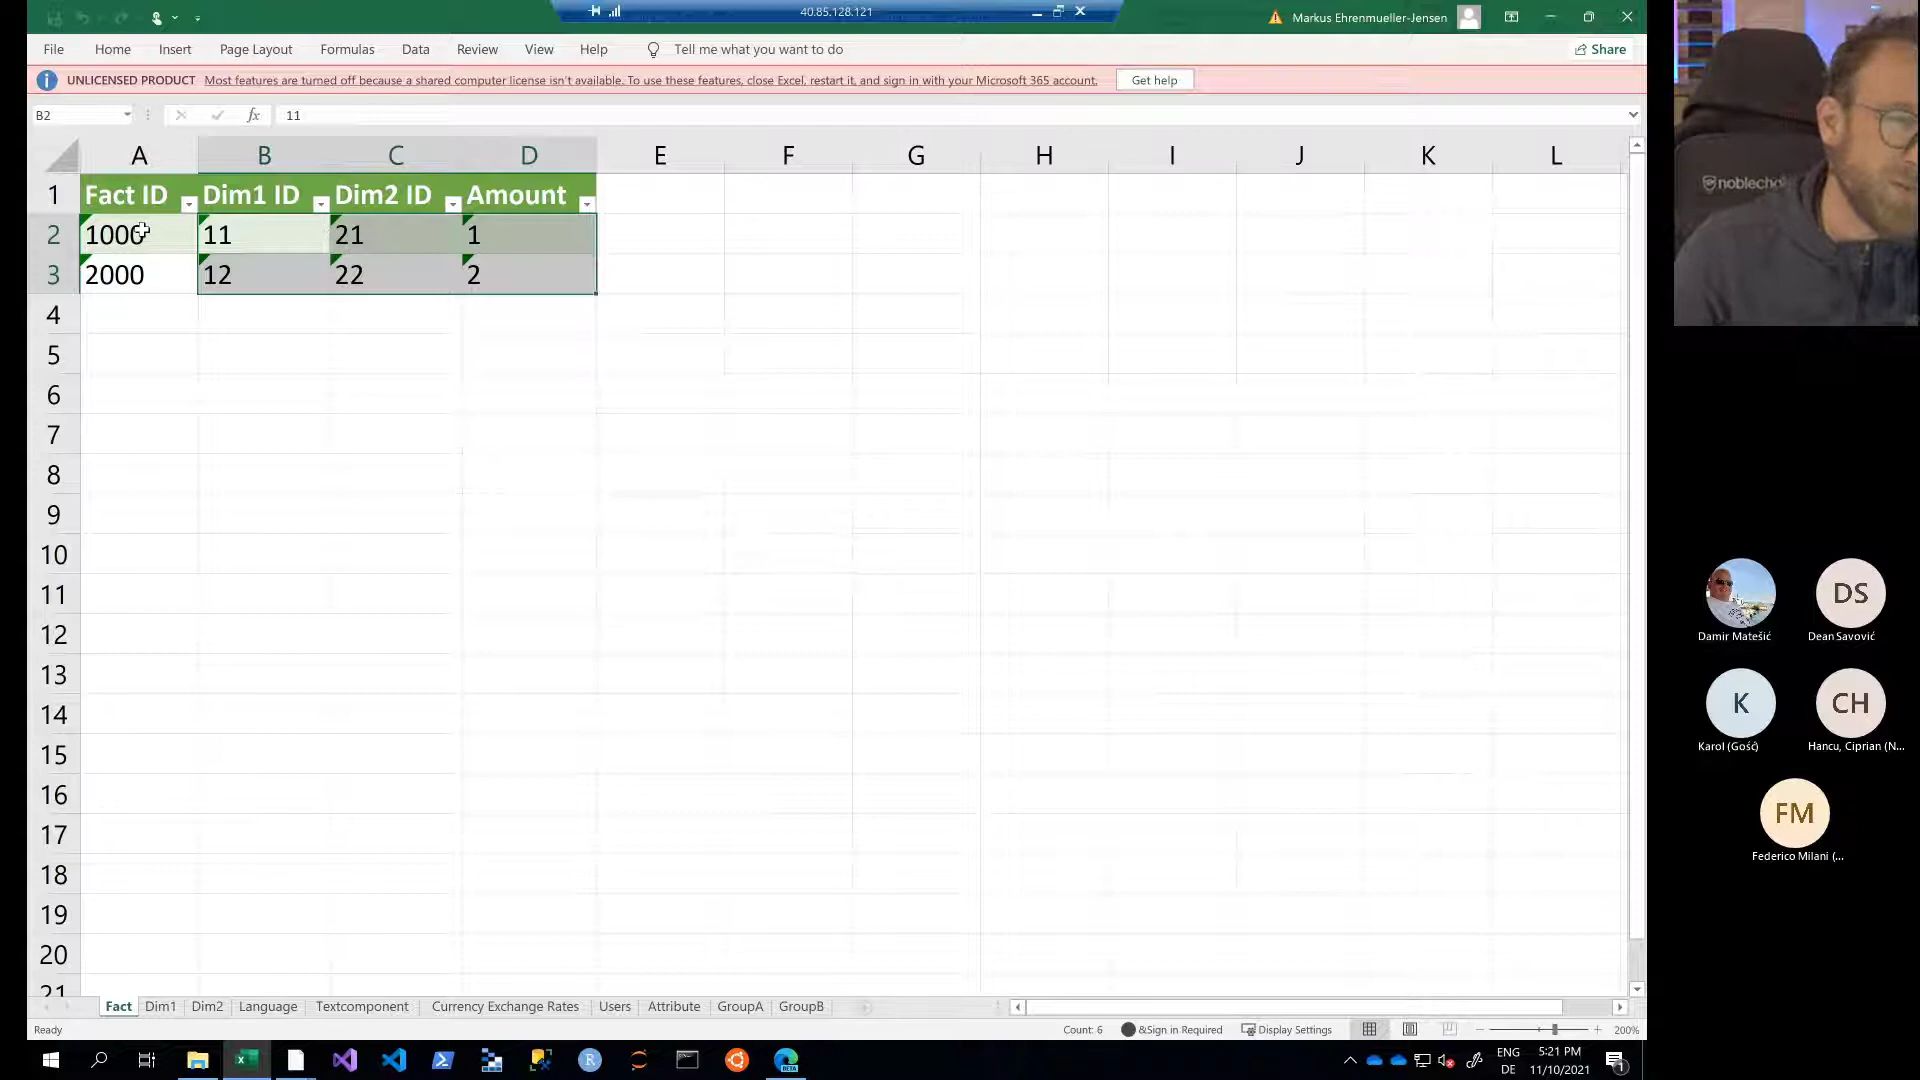 40.85.128.121
Markus Ehrenmueller-Jensen
File Home Insert Page Layout Formulas Data Review View Help Tell me what you want to do Share
UNLICENSED PRODUCT Most features are turned off because a shared computer license isn't available. To use these features, close Excel, restart it, and sign in with your Microsoft 365 account. Get help
B2 fx 11
A B C D E F G H I J K L
1 Fact ID Dim1 ID Dim2 ID Amount
2 1000 11 21 1
3 2000 12 22 2
4
5
6
7
8
9
10
11
12
13
14
15
16
17
18
19
20
21
noblechairs
DS
Damir Matešić Dean Savović
K CH
Karol (Gość) Hancu, Ciprian (N...
FM
Federico Milani (...
Fact Dim1 Dim2 Language Textcomponent Currency Exchange Rates Users Attribute GroupA GroupB
Ready Count: 6 &Sign in Required Display Settings 200%
ENG 5:21 PM
DE 11/10/2021
BETA
1